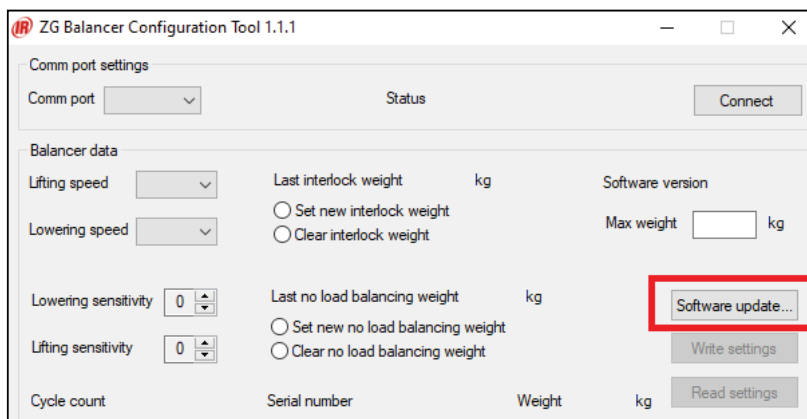 IR ZG Balancer Configuration Tool 1.1.1
Comm port settings
Comm port Status Connect
Balancer data
Lifting speed Last interlock weight kg Software version
Set new interlock weight
Lowering speed Clear interlock weight Max weight kg
Lowering sensitivity 0 Last no load balancing weight kg Software update...
Set new no load balancing weight
Lifting sensitivity 0 Clear no load balancing weight Write settings
Cycle count Serial number Weight kg Read settings